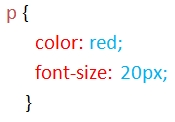 p {
color: red;
font-size: 20px;
}